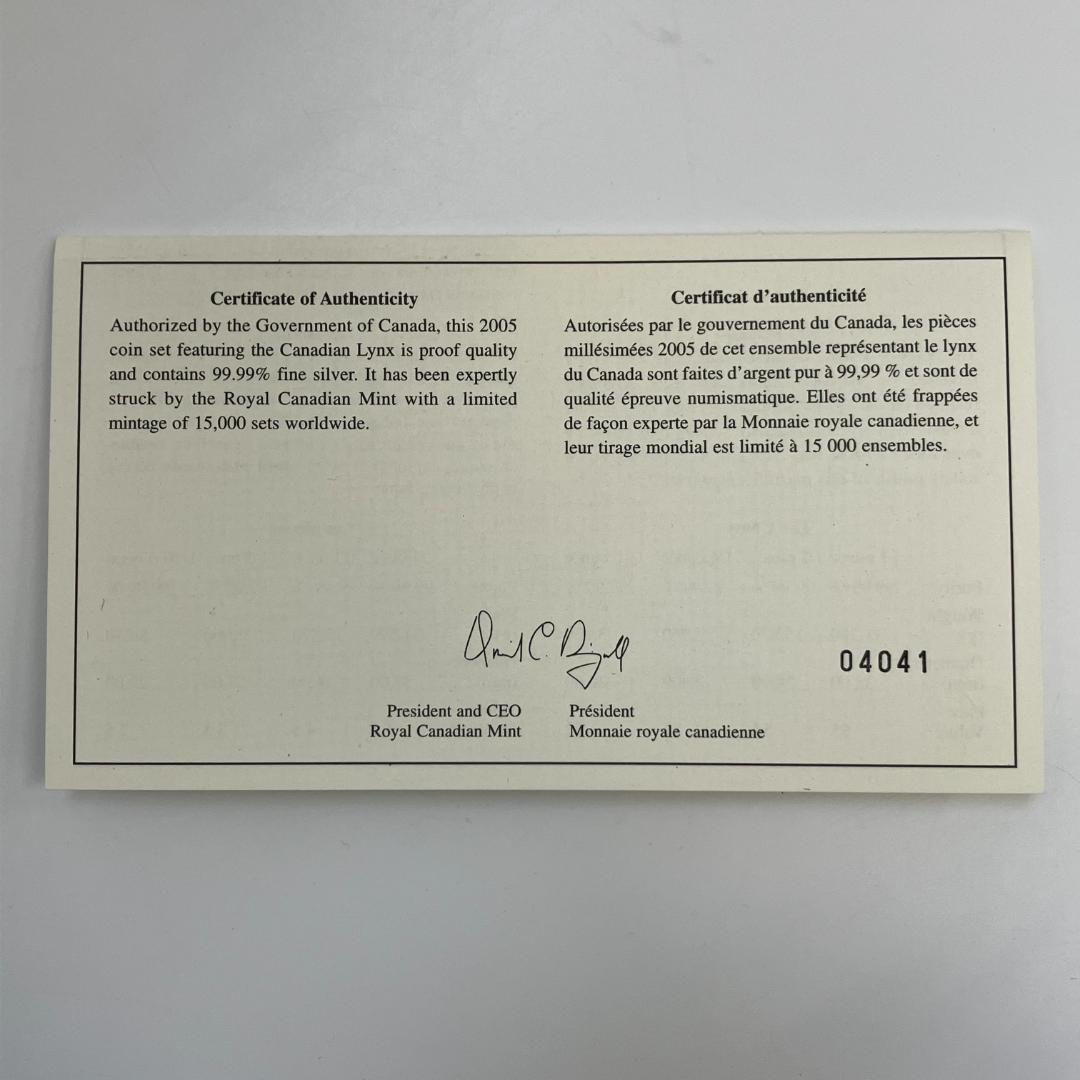 Certificate of Authenticity
Authorized by the Government of Canada, this 2005
coin set featuring the Canadian Lynx is proof quality
and contains 99.99% fine silver. It has been expertly
struck by the Royal Canadian Mint with a limited
mintage of 15,000 sets worldwide.
Certificat d'authenticité
Autorisées par le gouvernement du Canada, les pièces
millésimées 2005 de cet ensemble représentant le lynx
du Canada sont faites d'argent pur à 99,99 % et sont de
qualité épreuve numismatique. Elles ont été frappées
de façon experte par la Monnaie royale canadienne, et
leur tirage mondial est limité à 15 000 ensembles.
04041
President and CEO
Royal Canadian Mint
Président
Monnaie royale canadienne